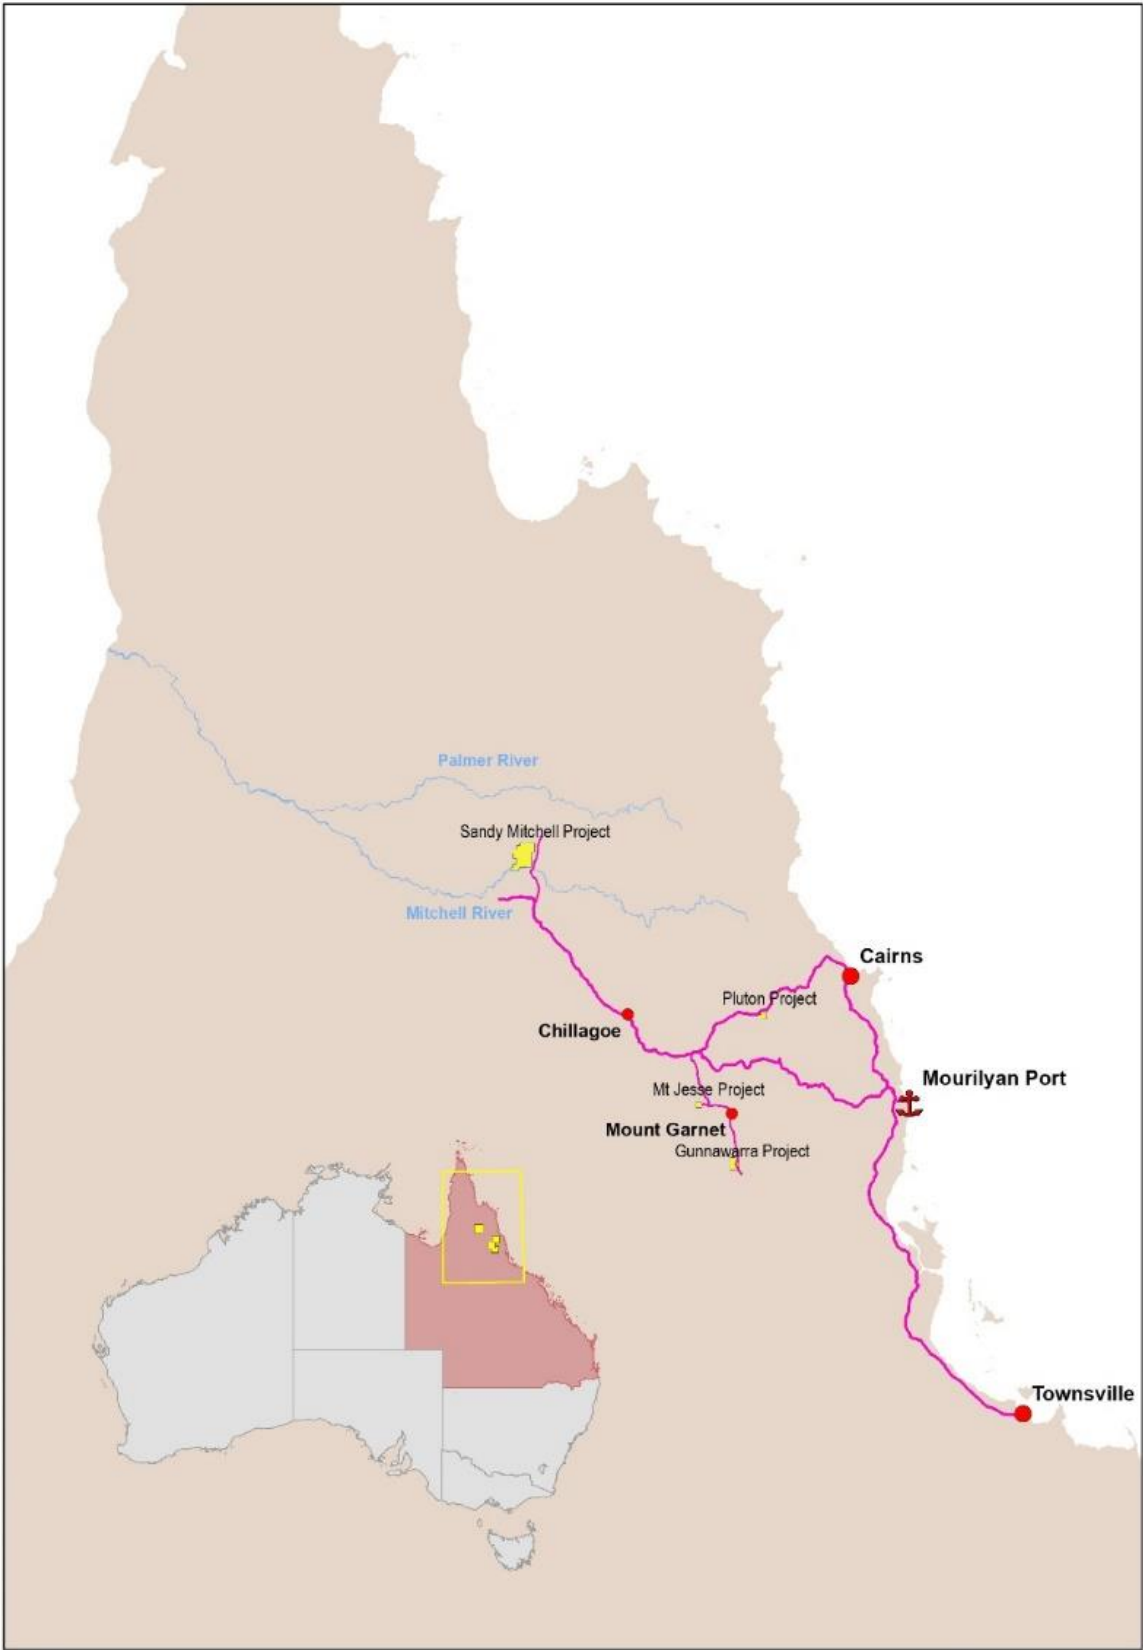 Palmer River
Sandy Mitchell Project
Mitchell River
Cairns
Pluton Project
Chillagoe
Mourilyan Port
Mt Jesse Project
Mount Garnet
Gunnawarra Project
Townsville